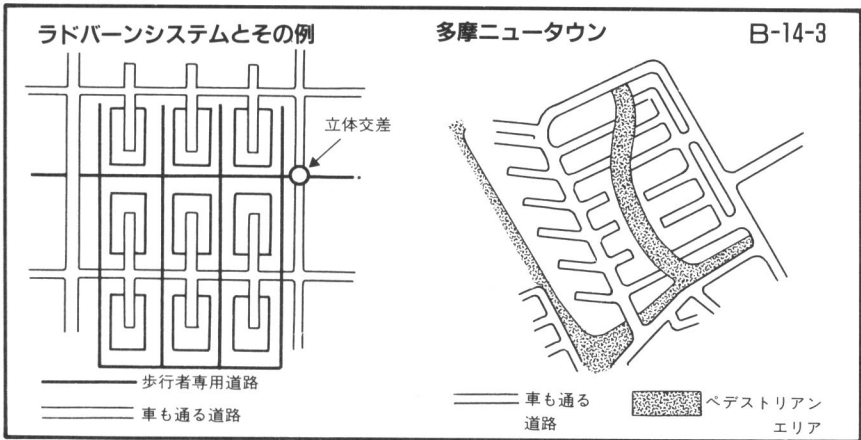 ラドバーンシステムとその例
多摩ニュータウン
B-14-3
立体交差
歩行者専用道路
車も通る道路
車も通る
道路
ペデストリアン
エリア